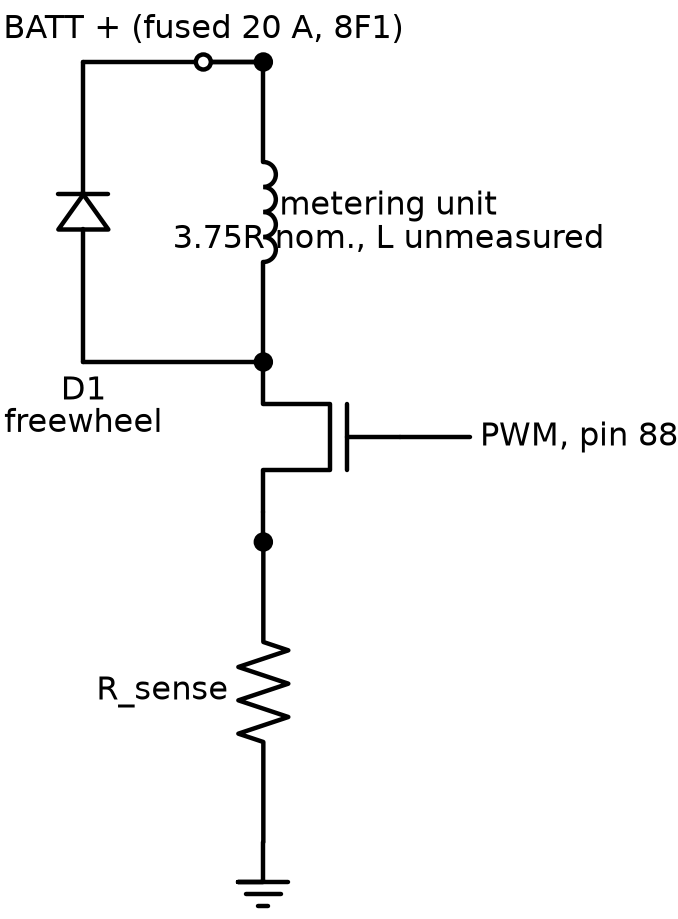 BATT + (fused 20 A, 8F1)
metering unit
3.75R nom., L unmeasured
D1
freewheel
PWM, pin 88
R_sense